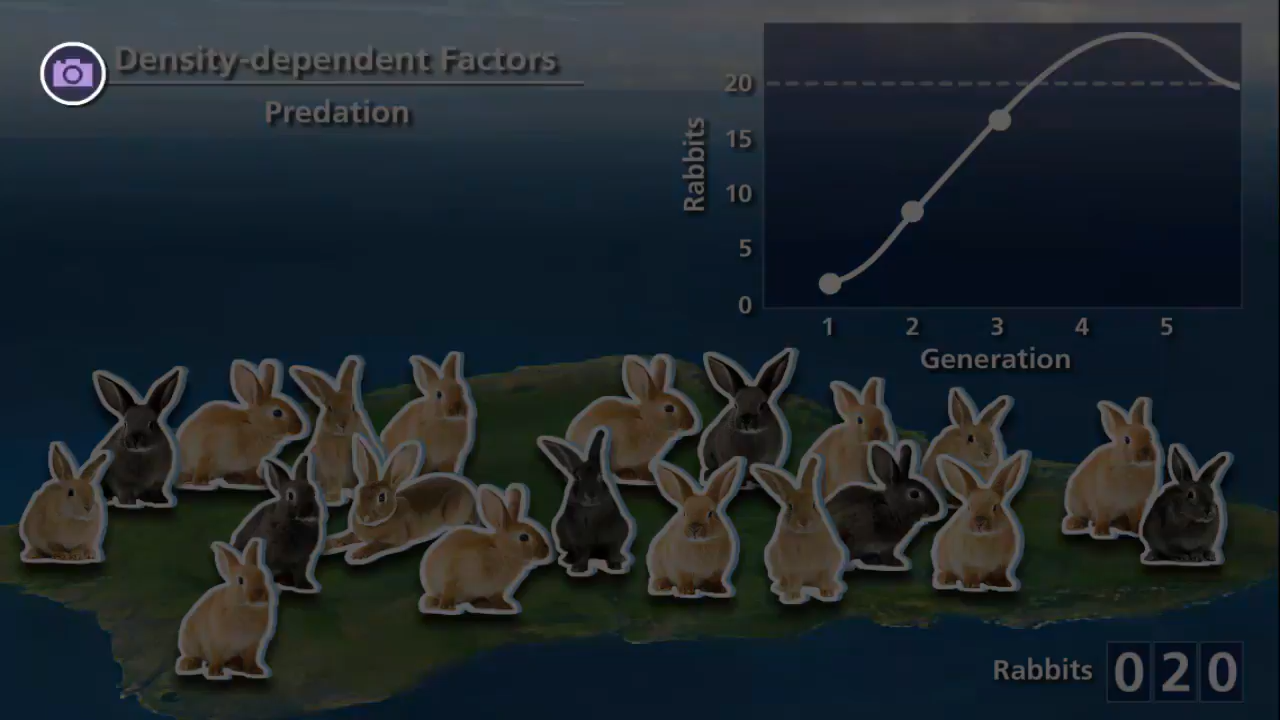 Density-dependent Factors
Predation
Rabbits
20
15
10
5
0
1 2 3 4 5
Generation
Rabbits 020